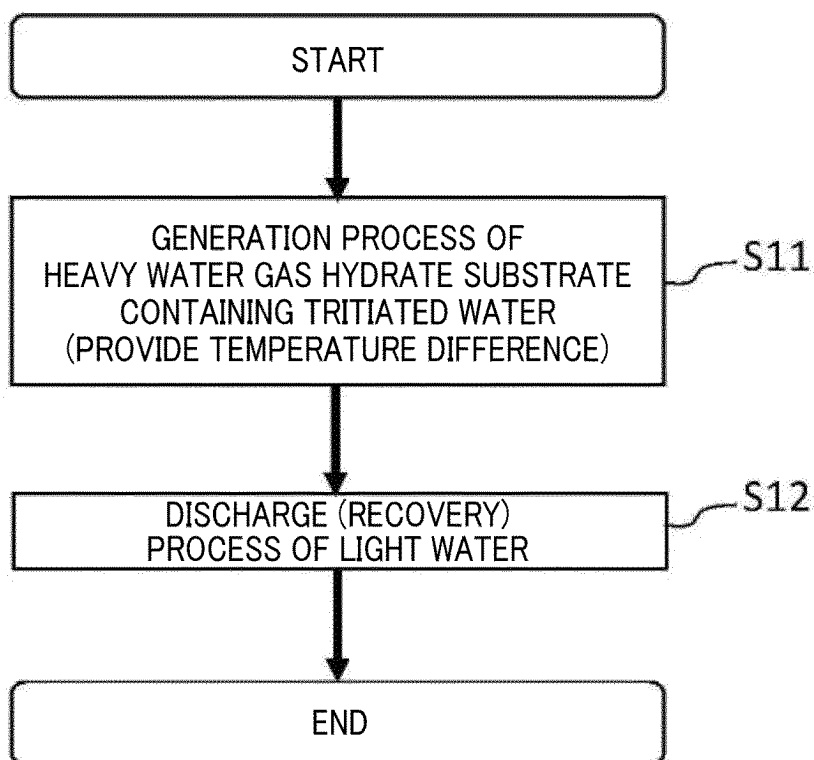 START
GENERATION PROCESS OF
HEAVY WATER GAS HYDRATE SUBSTRATE
CONTAINING TRITIATED WATER
(PROVIDE TEMPERATURE DIFFERENCE)
S11
DISCHARGE (RECOVERY)
PROCESS OF LIGHT WATER
S12
END